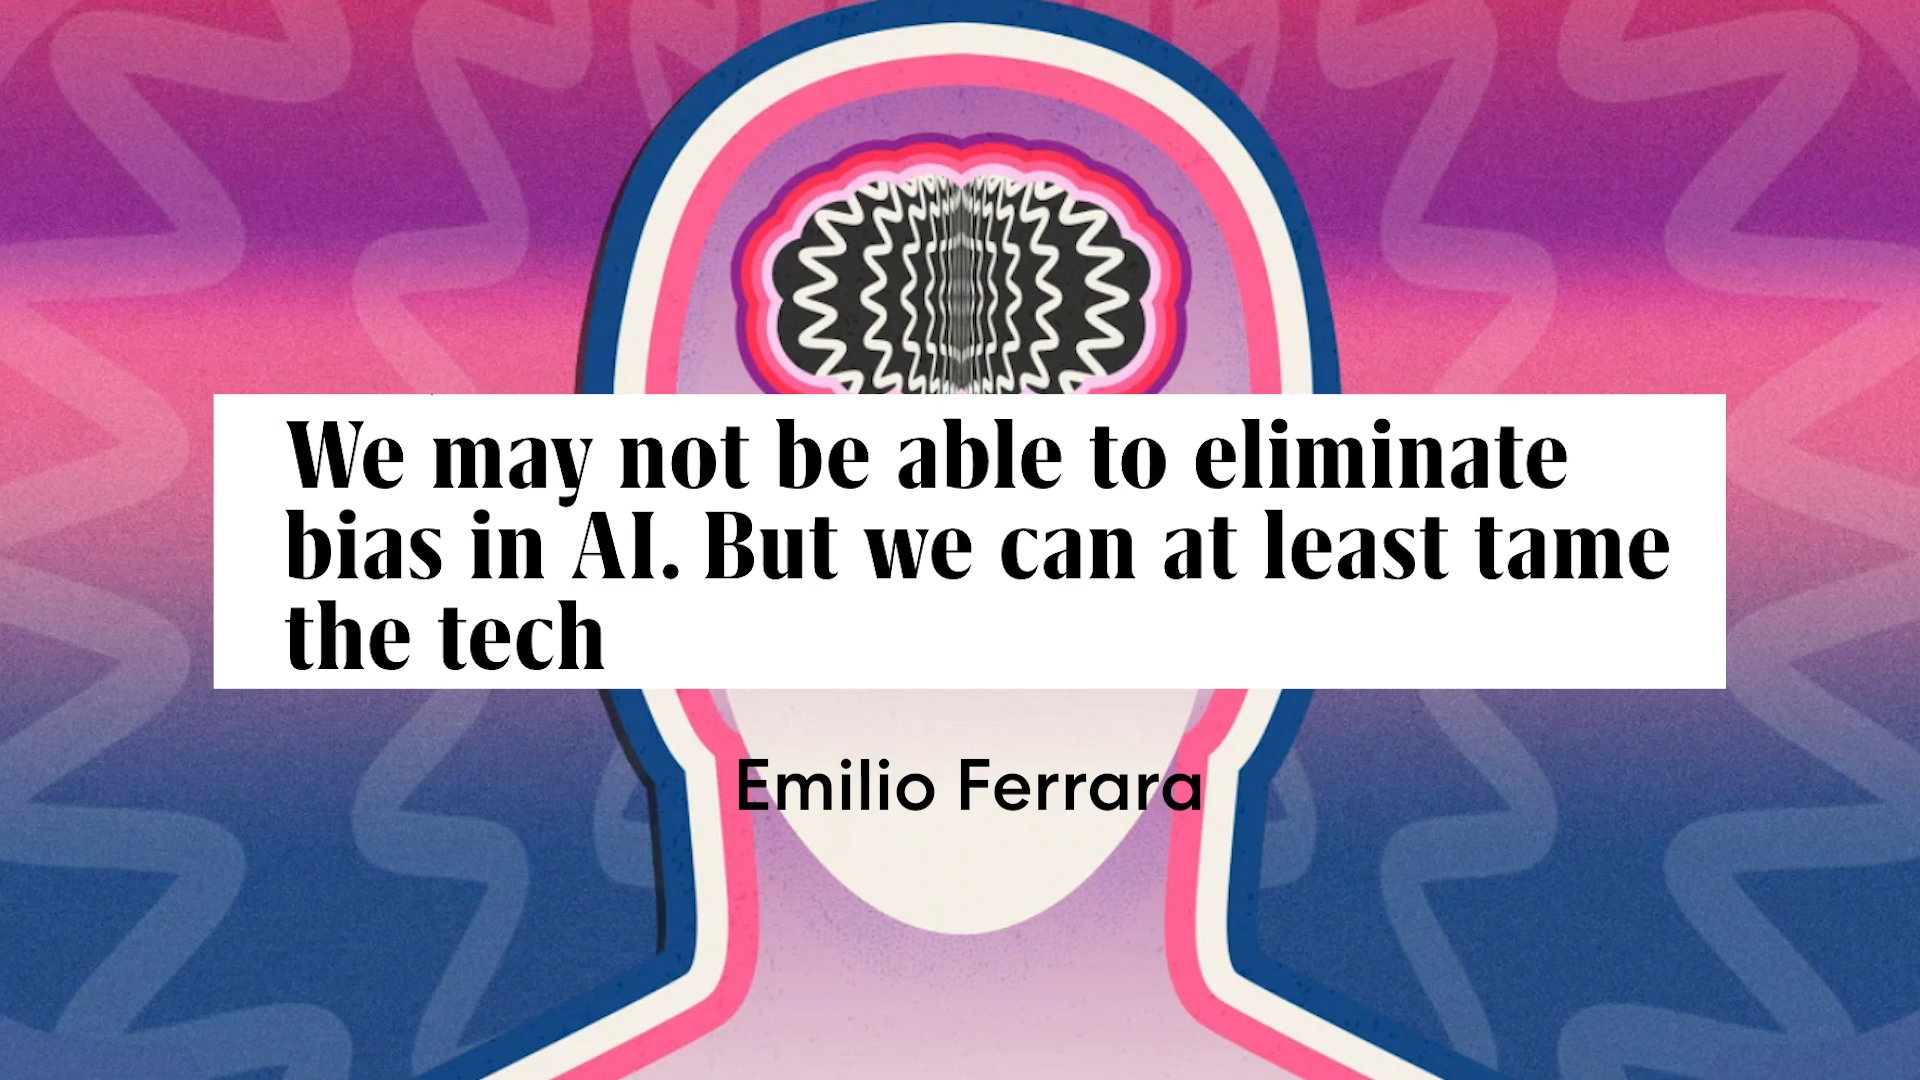 We may not be able to eliminate
bias in AI. But we can at least tame
the tech
Emilio Ferrara